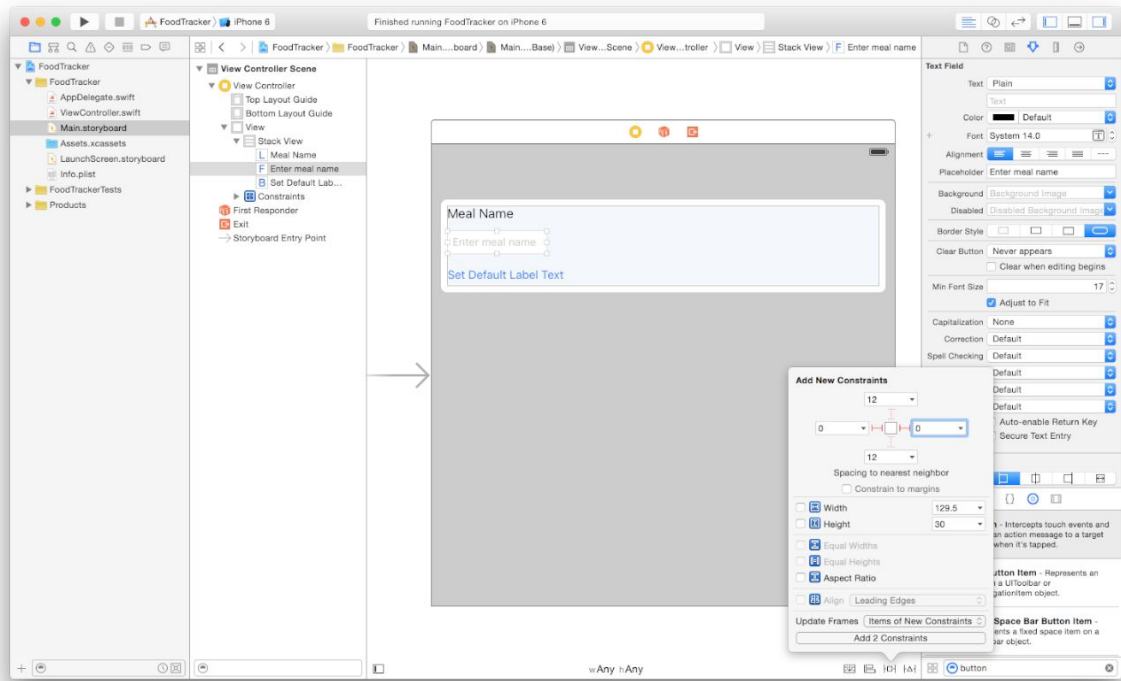 FoodTracker iPhone 6
Finished running FoodTracker on iPhone 6
FoodTracker FoodTracker Main....board Main....Base) View...Scene View...troller View Stack View F Enter meal name
FoodTracker
FoodTracker
AppDelegate.swift
ViewController.swift
Main.storyboard
Assets.xcassets
LaunchScreen.storyboard
Info.plist
FoodTrackerTests
Products
View Controller Scene
View Controller
Top Layout Guide
Bottom Layout Guide
View
Stack View
L Meal Name
F Enter meal name
B Set Default Lab...
Constraints
First Responder
Exit
Storyboard Entry Point
Meal Name
Enter meal name
Set Default Label Text
wAny hAny
Add New Constraints
12
0 0
12
Spacing to nearest neighbor
Constrain to margins
Width 129.5
Height 30
Equal Widths
Equal Heights
Aspect Ratio
Align Leading Edges
Update Frames Items of New Constraints
Add 2 Constraints
Text Field
Text Plain
Text
Color Default
Font System 14.0
Alignment
Placeholder Enter meal name
Background Background Image
Disabled Disabled Background Image
Border Style
Clear Button Never appears
Clear when editing begins
Min Font Size 17
Adjust to Fit
Capitalization None
Correction Default
Spell Checking Default
Default
Default
Default
Auto-enable Return Key
Secure Text Entry
- Intercepts touch events and
an action message to a target
when it's tapped.
Item - Represents an
a UIToolbar or
object.
Space Bar Button Item -
a fixed space item on a
object.
button